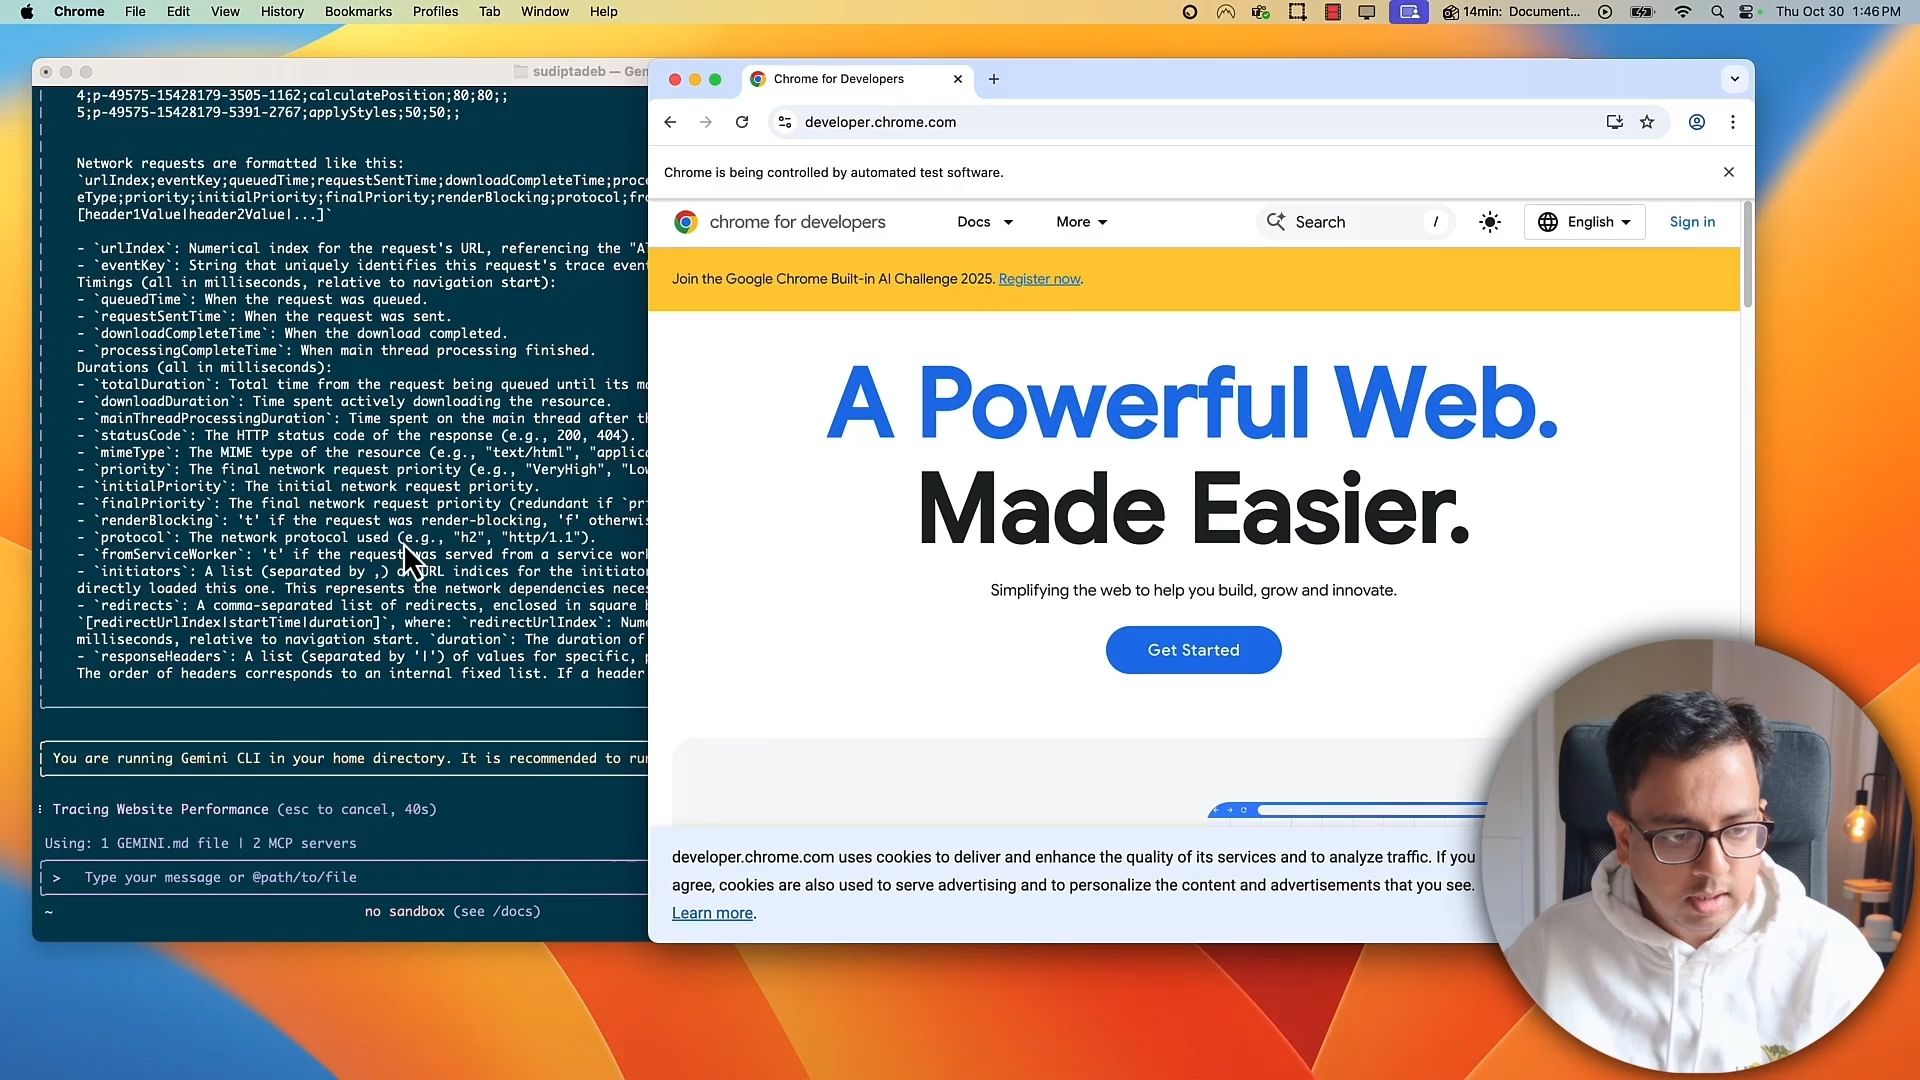 Chrome File Edit View History Bookmarks Profiles Tab Window Help 14min: Document... Thu Oct 30 1:46 PM
sudiptadeb — Gem
4;p-49575-15428179-3505-1162;calculatePosition;80;80;;
5;p-49575-15428179-5391-2767;applyStyles;50;50;;
Network requests are formatted like this:
`urlIndex;eventKey;queuedTime;requestSentTime;downloadCompleteTime;proce
eType;priority;initialPriority;finalPriority;renderBlocking;protocol;fro
[header1Value|header2Value|...]`
- `urlIndex`: Numerical index for the request's URL, referencing the "Al
- `eventKey`: String that uniquely identifies this request's trace event
Timings (all in milliseconds, relative to navigation start):
- `queuedTime`: When the request was queued.
- `requestSentTime`: When the request was sent.
- `downloadCompleteTime`: When the download completed.
- `processingCompleteTime`: When main thread processing finished.
Durations (all in milliseconds):
- `totalDuration`: Total time from the request being queued until its ma
- `downloadDuration`: Time spent actively downloading the resource.
- `mainThreadProcessingDuration`: Time spent on the main thread after th
- `statusCode`: The HTTP status code of the response (e.g., 200, 404).
- `mimeType`: The MIME type of the resource (e.g., "text/html", "applica
- `priority`: The final network request priority (e.g., "VeryHigh", "Low
- `initialPriority`: The initial network request priority.
- `finalPriority`: The final network request priority (redundant if `pri
- `renderBlocking`: 't' if the request was render-blocking, 'f' otherwis
- `protocol`: The network protocol used (e.g., "h2", "http/1.1").
- `fromServiceWorker`: 't' if the request was served from a service work
- `initiators`: A list (separated by ,) URL indices for the initiator
directly loaded this one. This represents the network dependencies neces
- `redirects`: A comma-separated list of redirects, enclosed in square b
`[redirectUrlIndex|startTime|duration]`, where: `redirectUrlIndex`: Nume
milliseconds, relative to navigation start. `duration`: The duration of
- `responseHeaders`: A list (separated by '|') of values for specific, p
The order of headers corresponds to an internal fixed list. If a header
You are running Gemini CLI in your home directory. It is recommended to run
Tracing Website Performance (esc to cancel, 40s)
Using: 1 GEMINI.md file | 2 MCP servers
> Type your message or @path/to/file
~ no sandbox (see /docs)
Chrome for Developers
developer.chrome.com
Chrome is being controlled by automated test software.
chrome for developers Docs More Search / English Sign in
Join the Google Chrome Built-in AI Challenge 2025. Register now.
A Powerful Web.
Made Easier.
Simplifying the web to help you build, grow and innovate.
Get Started
developer.chrome.com uses cookies to deliver and enhance the quality of its services and to analyze traffic. If you
agree, cookies are also used to serve advertising and to personalize the content and advertisements that you see.
Learn more.